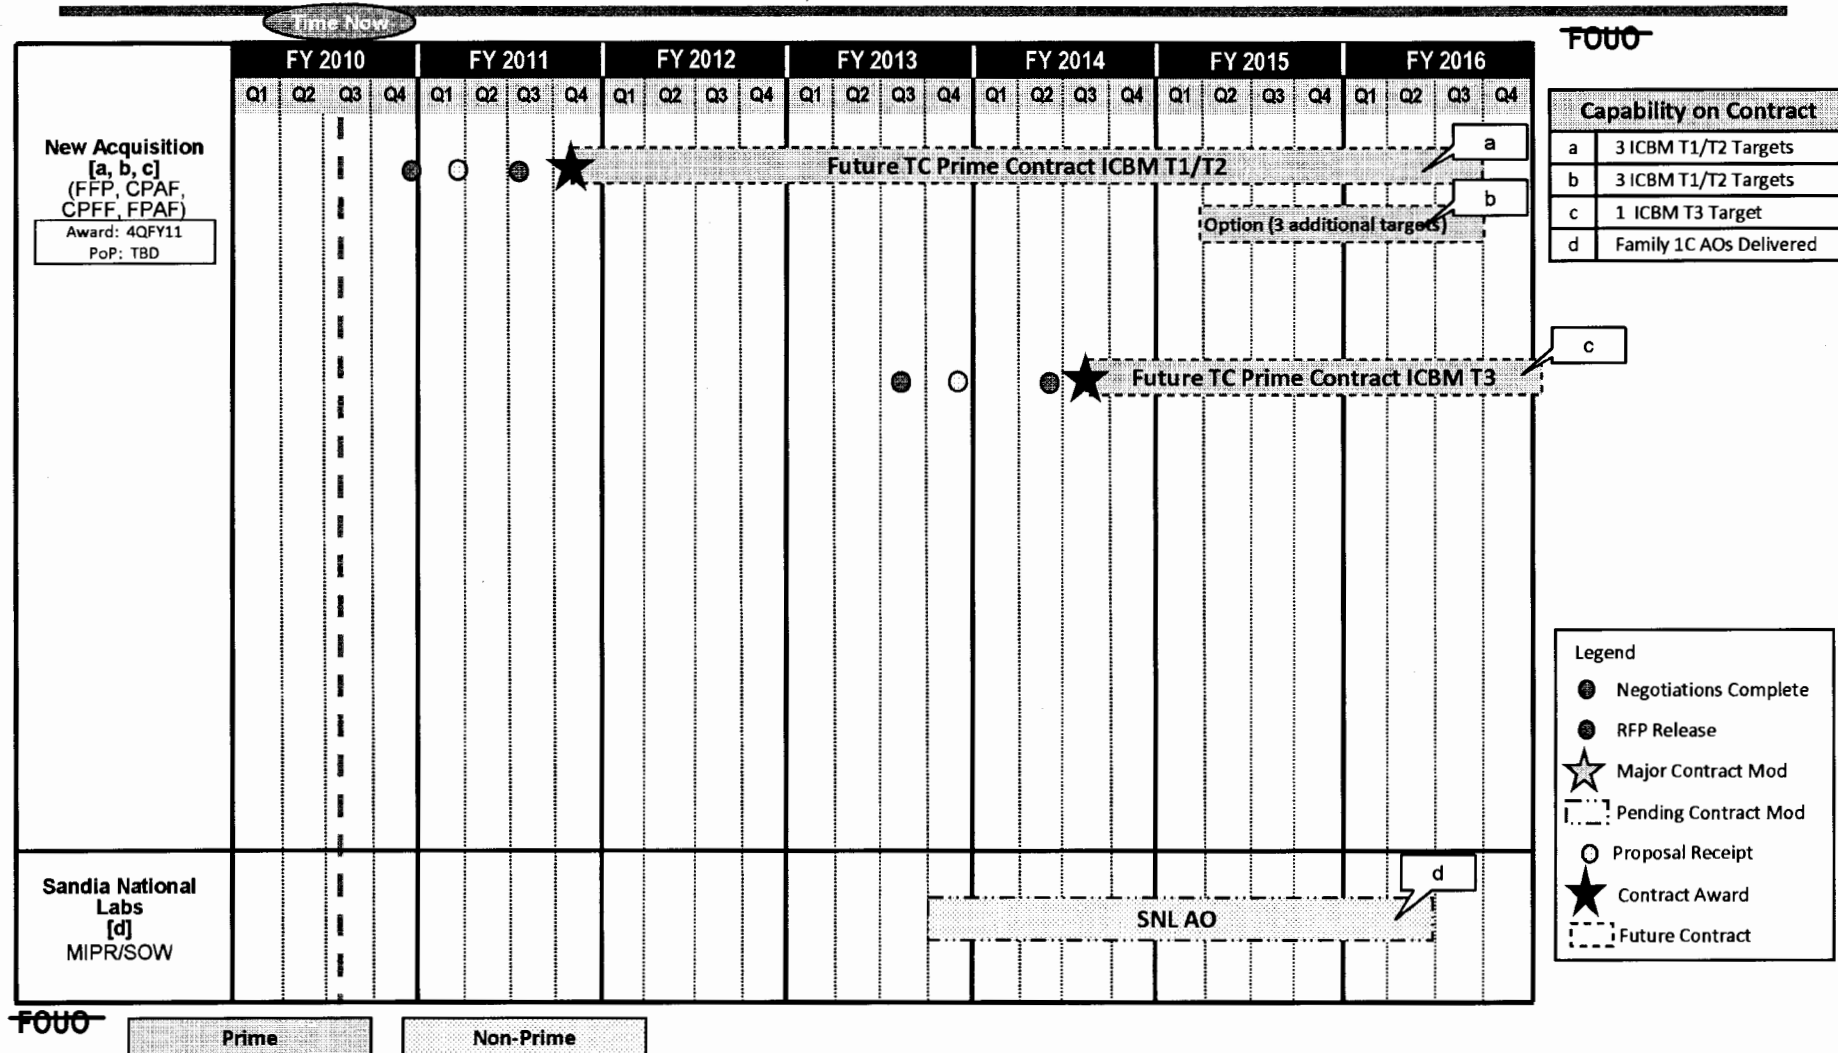 Time Now
FOUO
FY 2010 FY 2011 FY 2012 FY 2013 FY 2014 FY 2015 FY 2016
Q1 Q2 Q3 Q4 Q1 Q2 Q3 Q4 Q1 Q2 Q3 Q4 Q1 Q2 Q3 Q4 Q1 Q2 Q3 Q4 Q1 Q2 Q3 Q4 Q1 Q2 Q3 Q4
New Acquisition
[a, b, c]
(FFP, CPAF,
CPFF, FPAF)
Award: 4QFY11
PoP: TBD
Future TC Prime Contract ICBM T1/T2
a
b
Option (3 additional targets)
Future TC Prime Contract ICBM T3
c
Capability on Contract
a 3 ICBM T1/T2 Targets
b 3 ICBM T1/T2 Targets
c 1 ICBM T3 Target
d Family 1C AOs Delivered
Legend
Negotiations Complete
RFP Release
Major Contract Mod
Pending Contract Mod
Proposal Receipt
Contract Award
Future Contract
Sandia National
Labs
[d]
MIPR/SOW
SNL AO
d
FOUO
Prime
Non-Prime